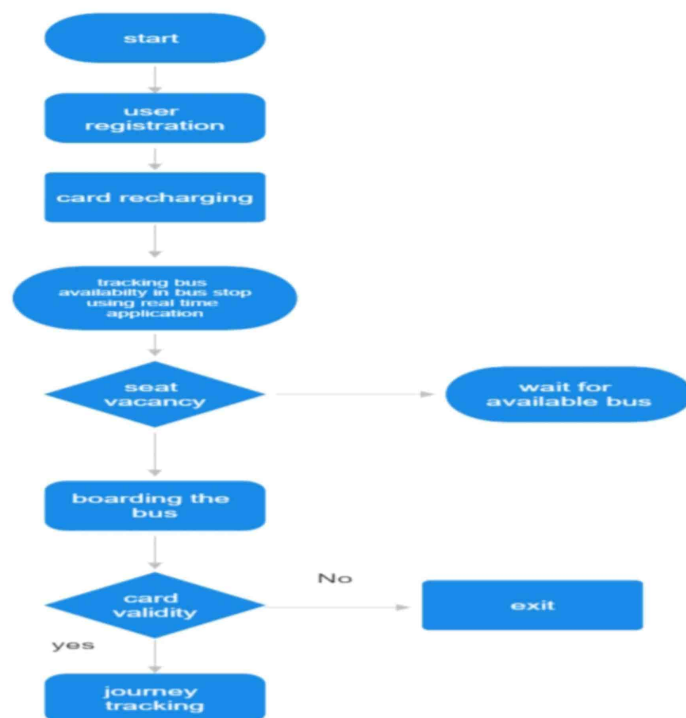 start
user
registration
card recharging
tracking bus
availabilty in bus stop
using real time
application
seat
vacancy
wait for
available bus
boarding the
bus
card
validity
No
exit
yes
journey
tracking